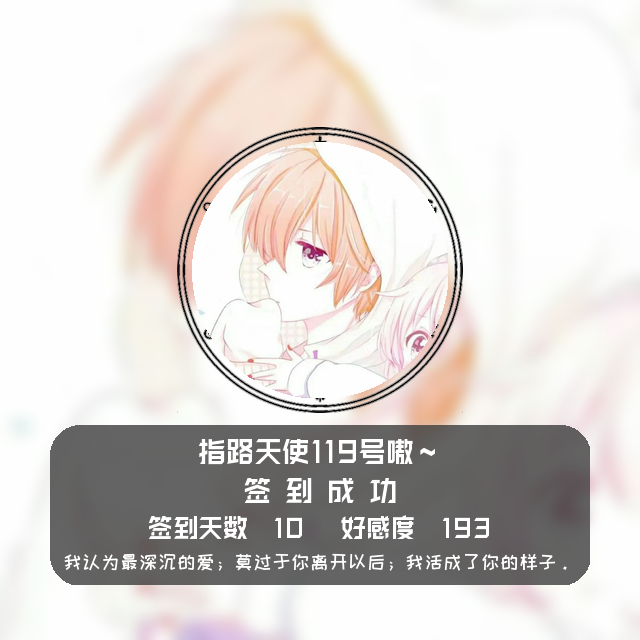 指路天使119号嗷~
签到成功
签到天数 10 好感度 193
我认为最深沉的爱；莫过于你离开以后；我活成了你的样子.